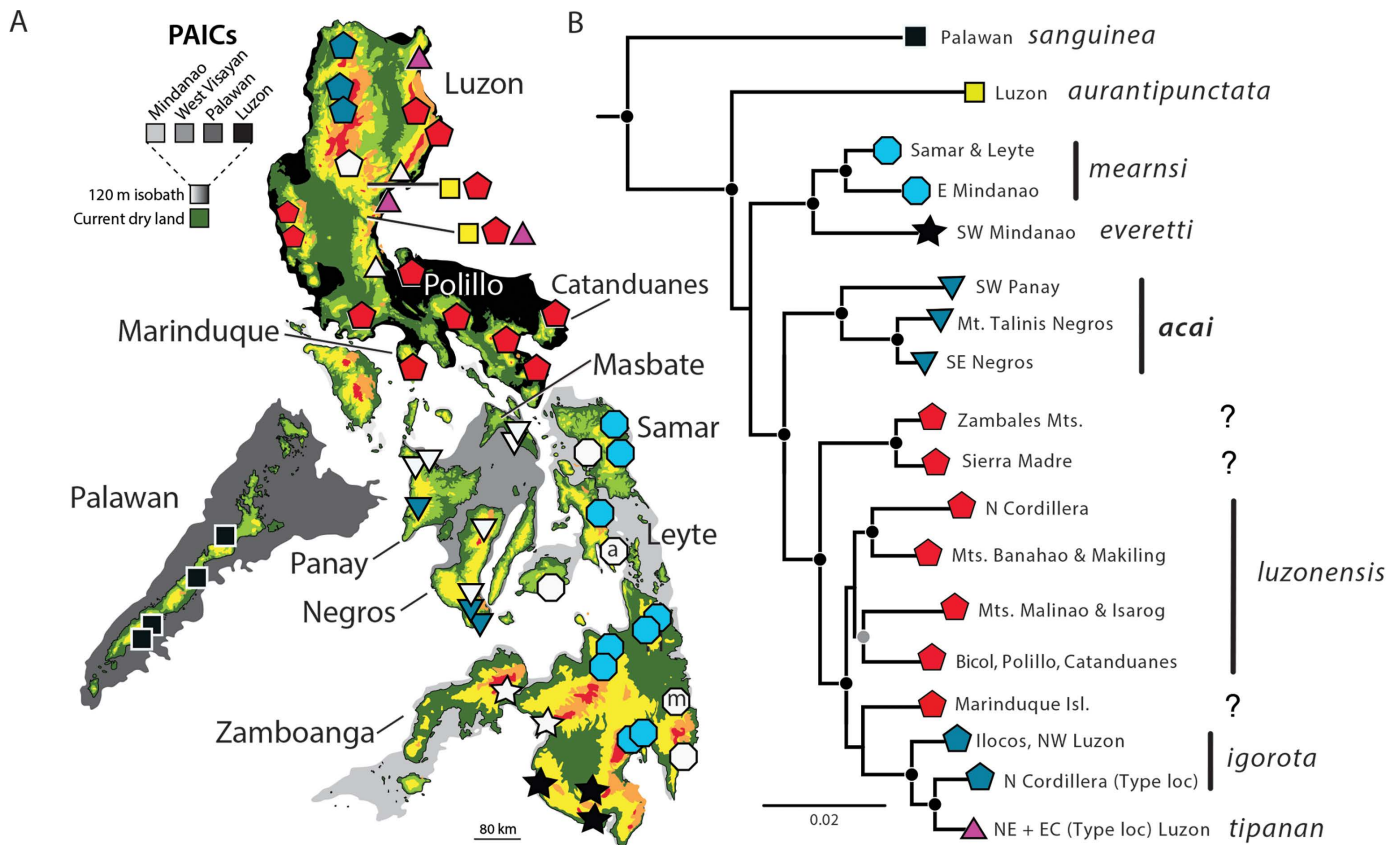 A
PAICs
Mindanao
West Visayan
Palawan
Luzon
120 m isobath
Current dry land
Luzon
Polillo
Catanduanes
Marinduque
Masbate
Samar
Palawan
Leyte
a
Panay
Negros
m
Zamboanga
80 km
B
Palawan sanguinea
Luzon aurantipunctata
Samar & Leyte
mearnsi
E Mindanao
SW Mindanao everetti
SW Panay
Mt. Talinis Negros
acai
SE Negros
Zambales Mts. ?
Sierra Madre ?
N Cordillera
Mts. Banahao & Makiling
luzonensis
Mts. Malinao & Isarog
Bicol, Polillo, Catanduanes
Marinduque Isl. ?
Ilocos, NW Luzon
igorota
N Cordillera (Type loc)
NE + EC (Type loc) Luzon tipanan
0.02